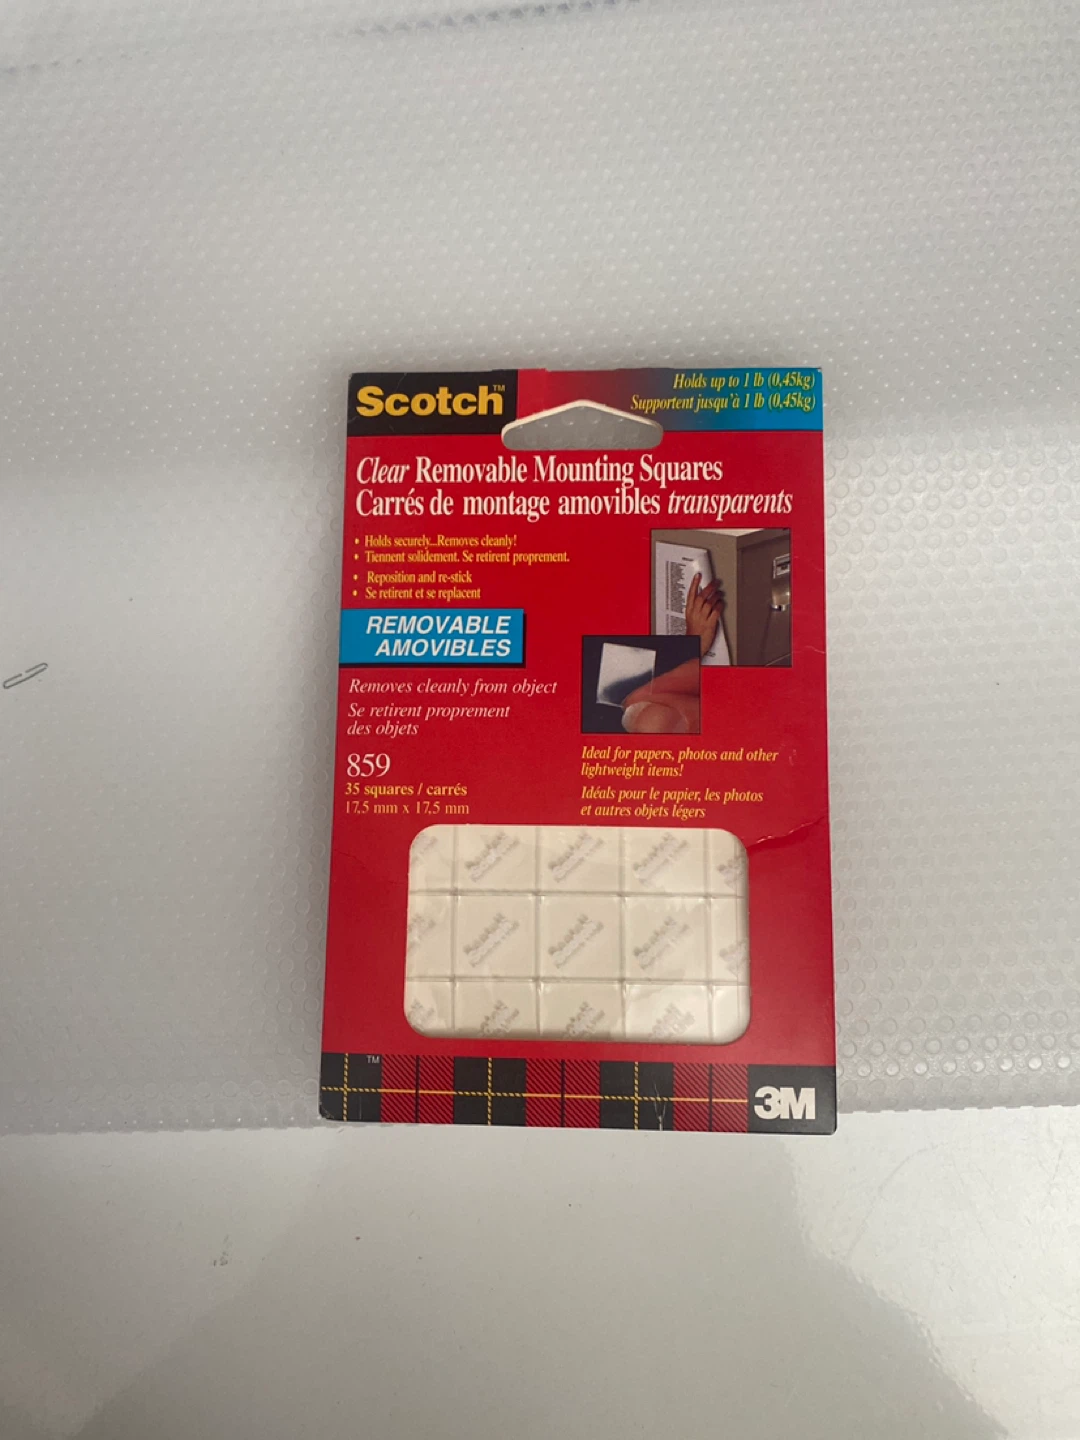 Scotch™
Holds up to 1 lb (0,45kg)
Supportent jusqu'à 1 lb (0,45kg)
Clear Removable Mounting Squares
Carrés de montage amovibles transparents
• Holds securely...Removes cleanly!
• Tiennent solidement. Se retirent proprement.
• Reposition and re-stick
• Se retirent et se replacent
REMOVABLE
AMOVIBLES
Removes cleanly from object
Se retirent proprement
des objets
859
35 squares / carrés
17,5 mm x 17,5 mm
Ideal for papers, photos and other
lightweight items!
Idéals pour le papier, les photos
et autres objets légers
TM
3M